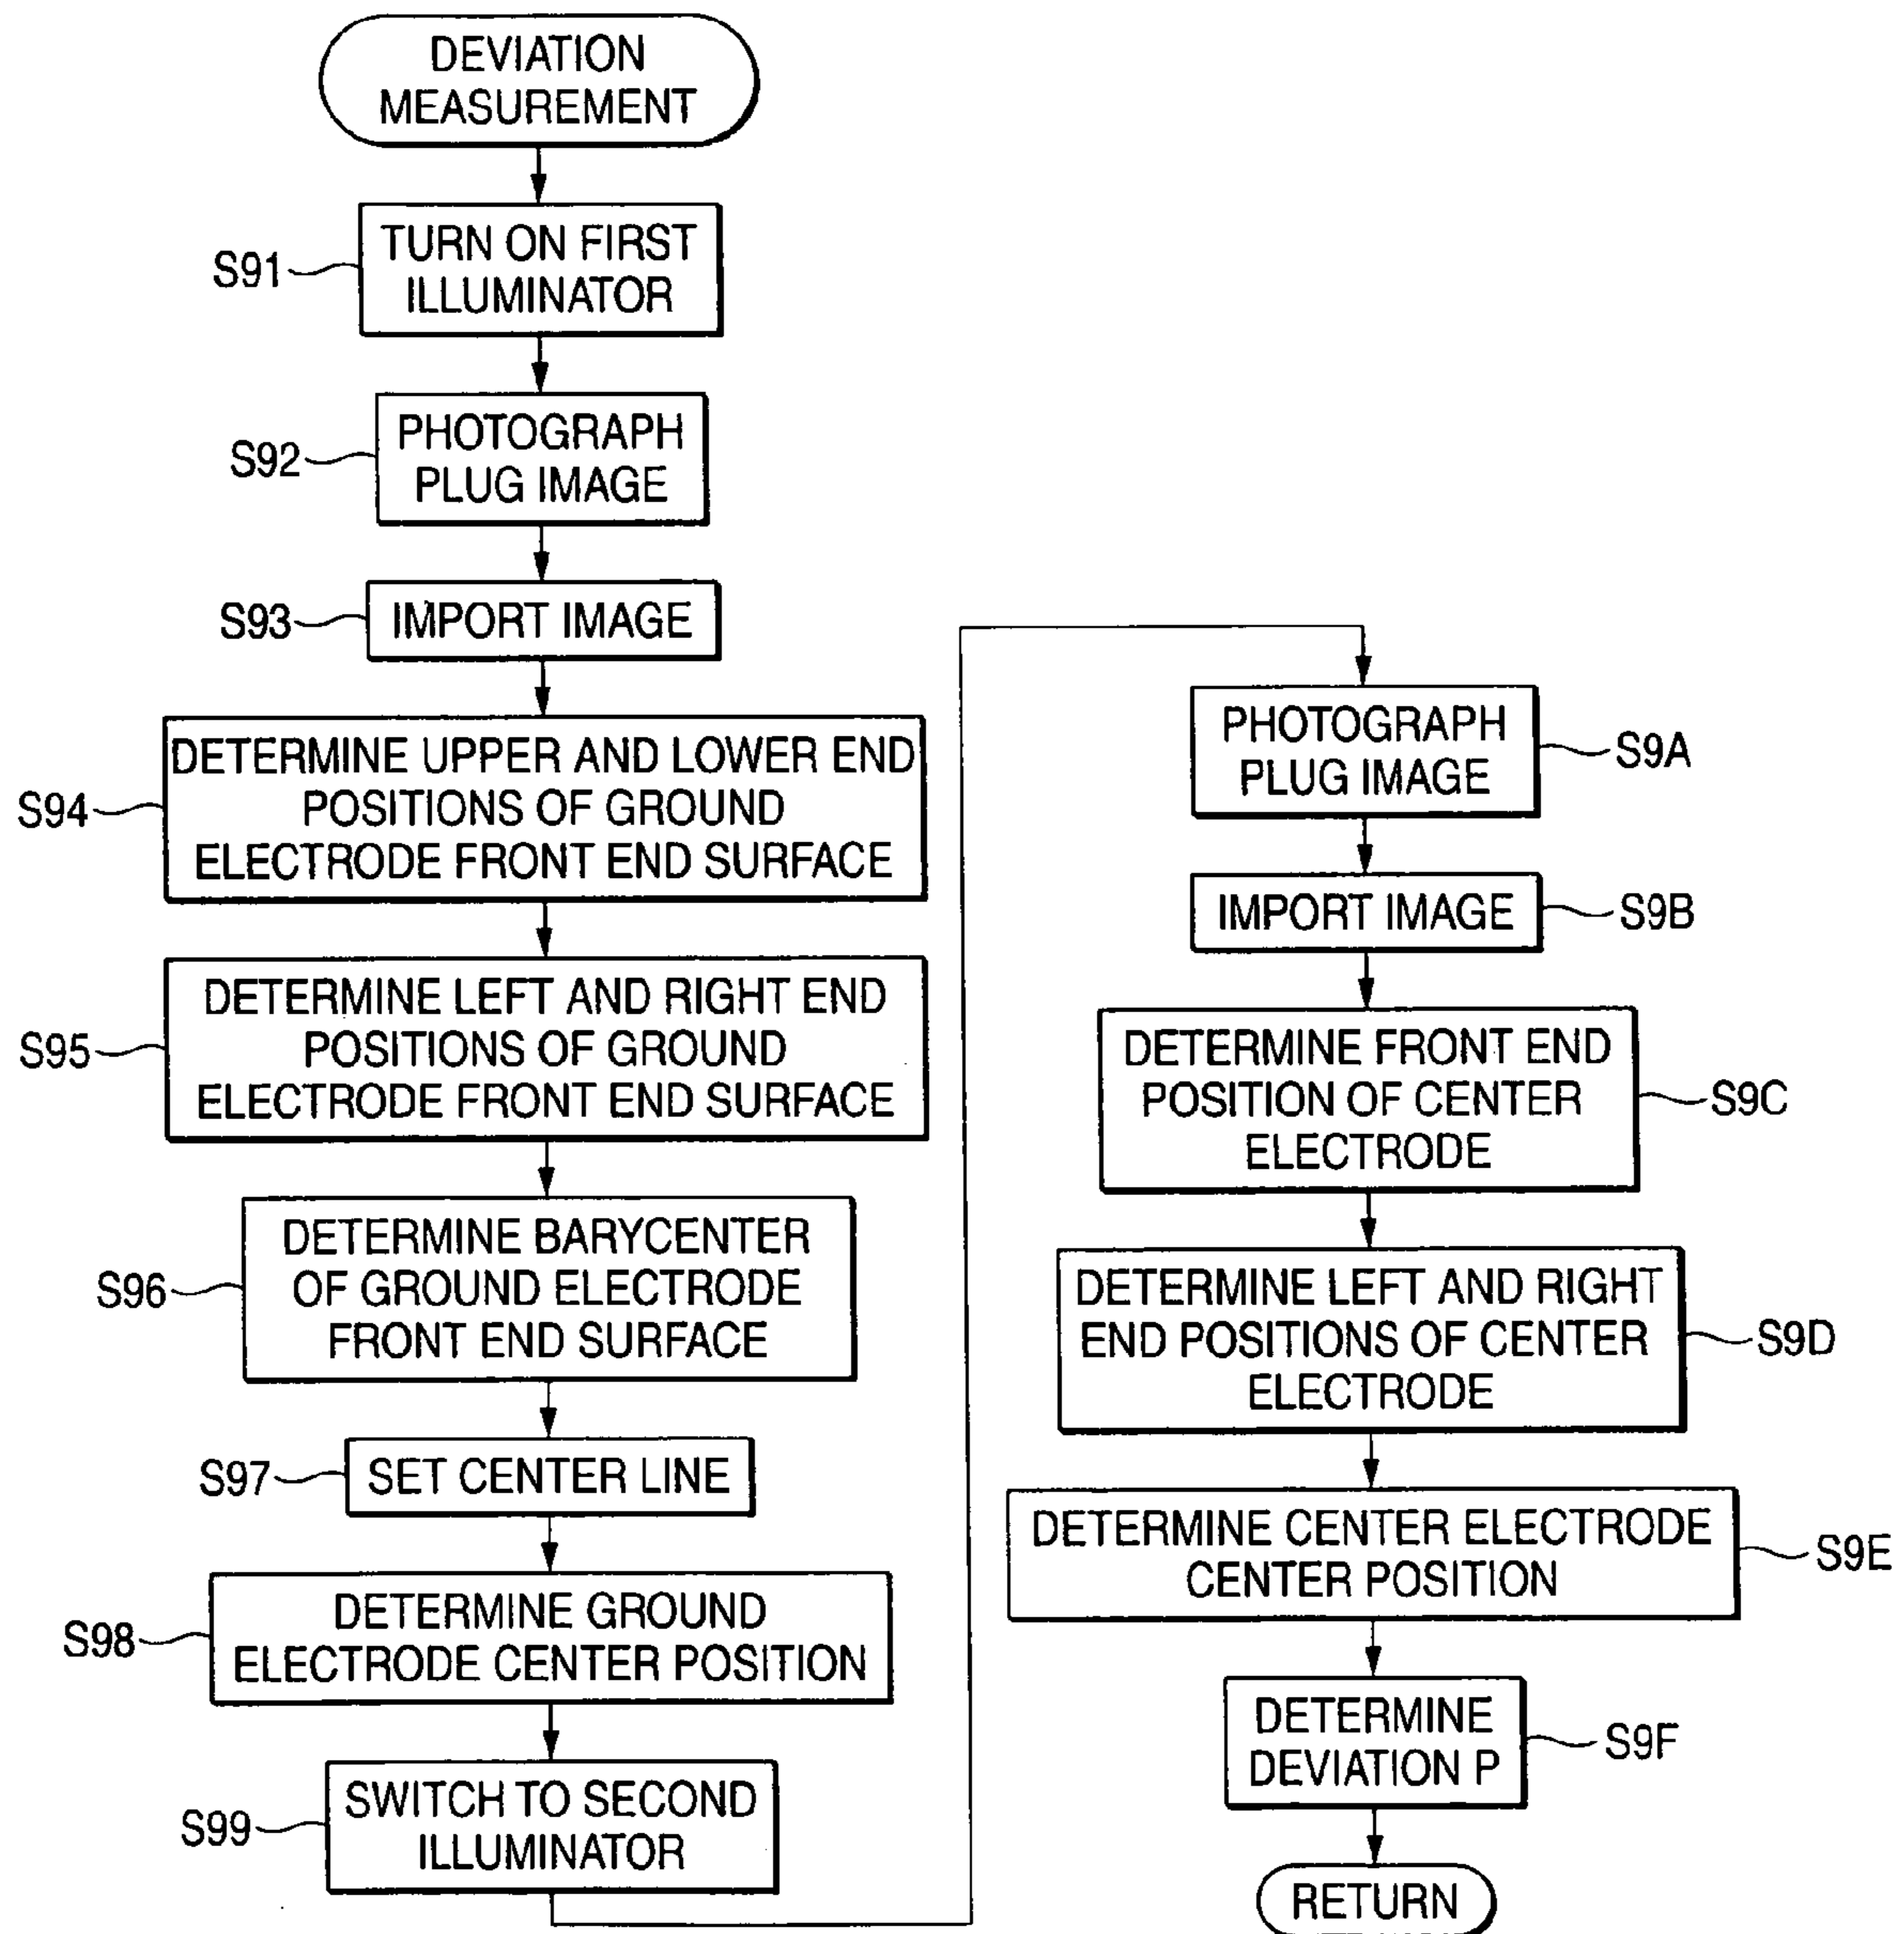 DEVIATION
MEASUREMENT
S91
TURN ON FIRST
ILLUMINATOR
S92
PHOTOGRAPH
PLUG IMAGE
S93
IMPORT IMAGE
S94
DETERMINE UPPER AND LOWER END
POSITIONS OF GROUND
ELECTRODE FRONT END SURFACE
S95
DETERMINE LEFT AND RIGHT END
POSITIONS OF GROUND
ELECTRODE FRONT END SURFACE
S96
DETERMINE BARYCENTER
OF GROUND ELECTRODE
FRONT END SURFACE
S97
SET CENTER LINE
S98
DETERMINE GROUND
ELECTRODE CENTER POSITION
S99
SWITCH TO SECOND
ILLUMINATOR
PHOTOGRAPH
PLUG IMAGE
S9A
IMPORT IMAGE
S9B
DETERMINE FRONT END
POSITION OF CENTER
ELECTRODE
S9C
DETERMINE LEFT AND RIGHT
END POSITIONS OF CENTER
ELECTRODE
S9D
DETERMINE CENTER ELECTRODE
CENTER POSITION
S9E
DETERMINE
DEVIATION P
S9F
RETURN